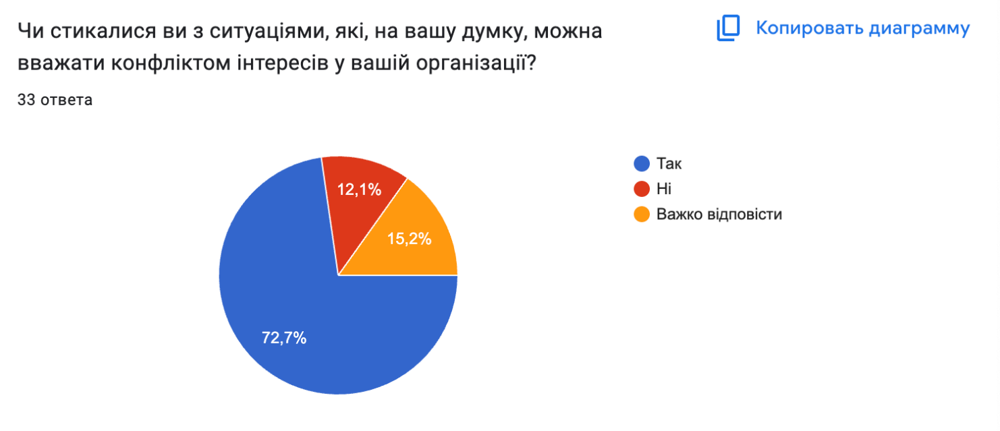 Чи стикалися ви з ситуаціями, які, на вашу думку, можна
вважати конфліктом інтересів у вашій організації?
Копировать диаграмму
33 ответа
12,1%
15,2%
72,7%
Так
Ні
Важко відповісти